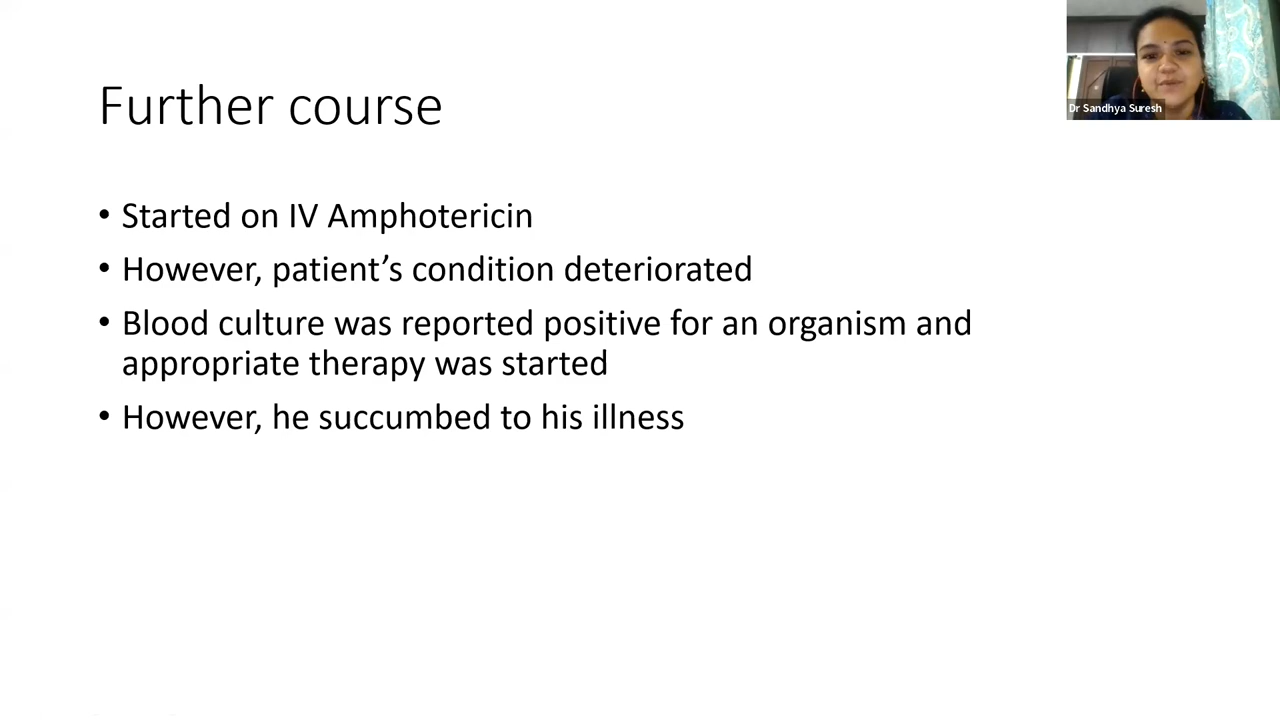 Further course
Dr Sandhya Suresh
• Started on IV Amphotericin
• However, patient’s condition deteriorated
• Blood culture was reported positive for an organism and
appropriate therapy was started
• However, he succumbed to his illness